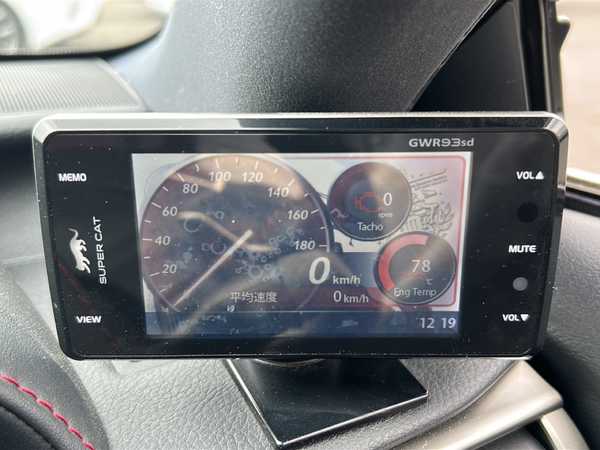 GWR93sd
MEMO
VOL▲
SUPER CAT
MUTE
VIEW
VOL▼
20
40
60
80
100
120
140
160
180
0 km/h
平均速度 0 km/h
0 rpm
Tacho
78 ℃
Eng Temp
12 19